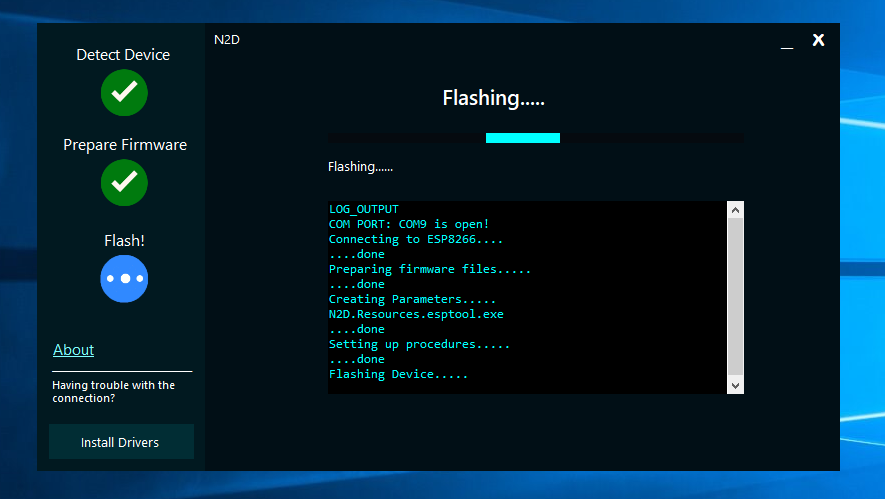 N2D
Detect Device
Prepare Firmware
Flash!
About
Having trouble with the
connection?
Install Drivers
Flashing.....
Flashing......
LOG_OUTPUT
COM PORT: COM9 is open!
Connecting to ESP8266....
....done
Preparing firmware files.....
....done
Creating Parameters.....
N2D.Resources.esptool.exe
....done
Setting up procedures.....
....done
Flashing Device.....